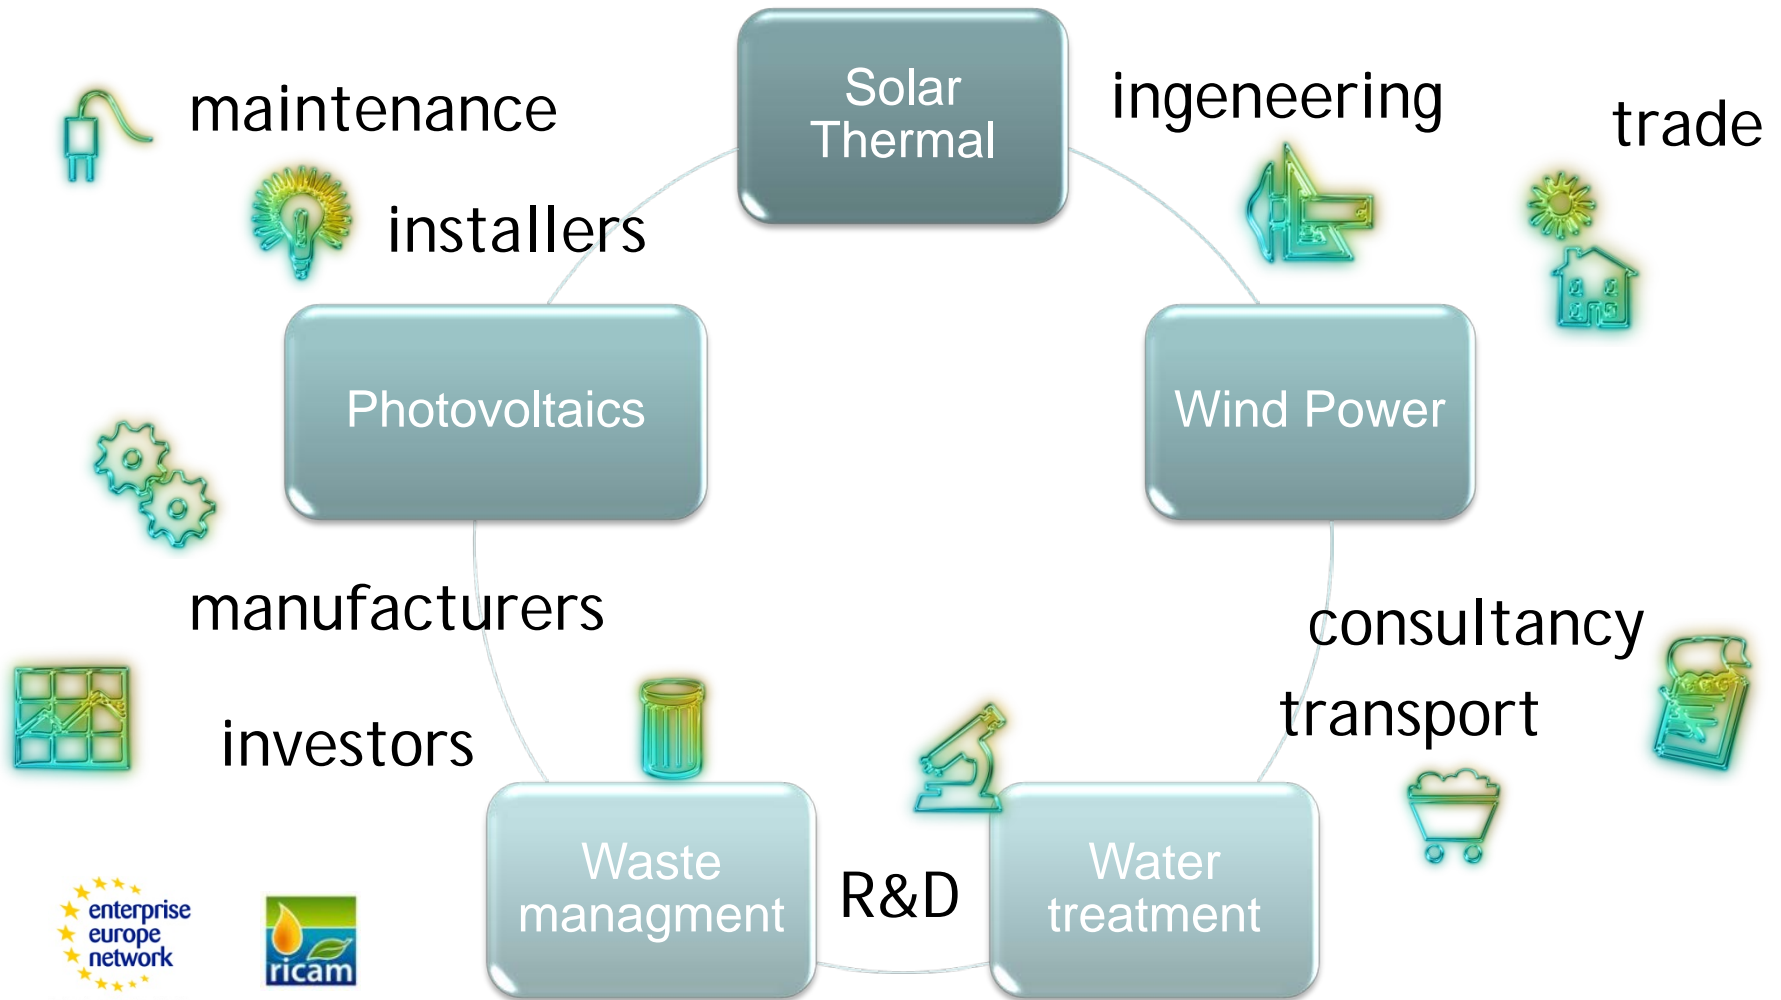 Solar
Thermal
maintenance
ingeneering
trade
installers
Photovoltaics
Wind Power
manufacturers
consultancy
transport
investors
Waste
managment
R&D
Water
treatment
enterprise
europe
network
ricam